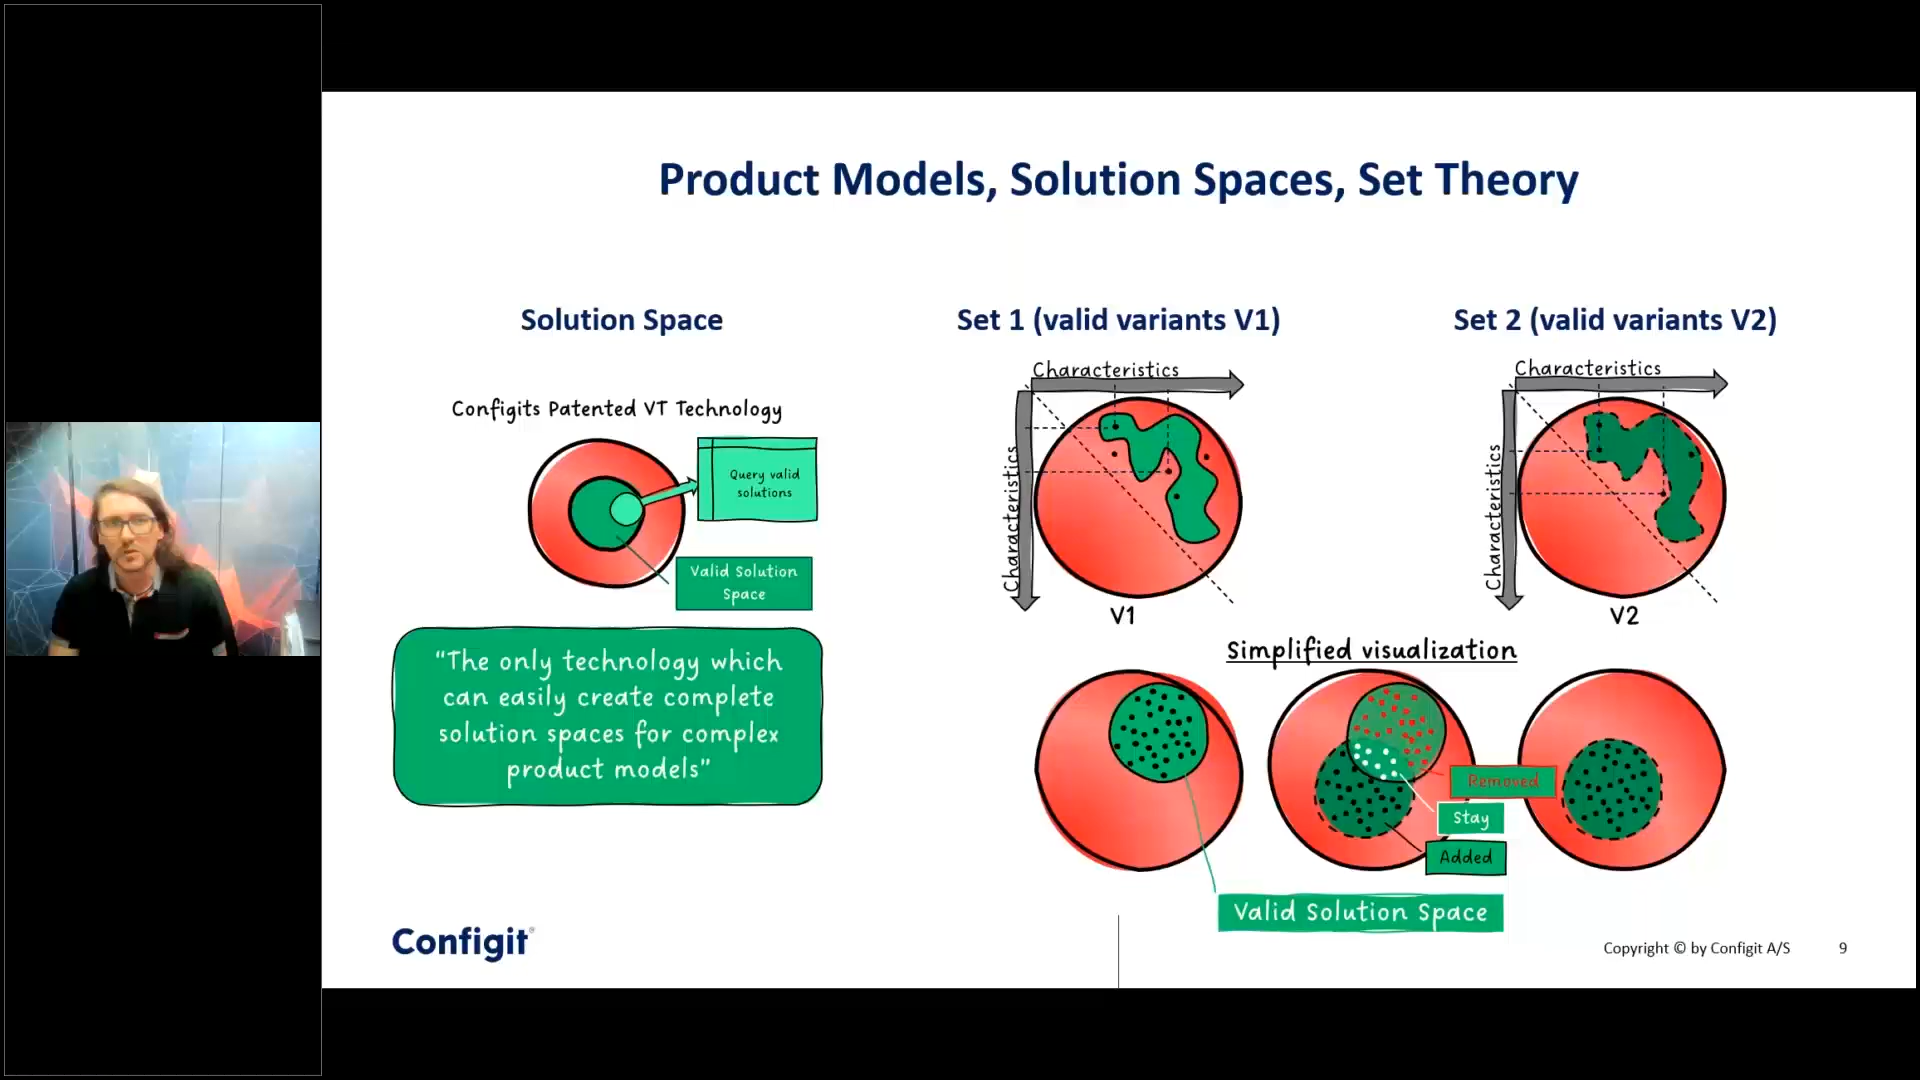 Product Models, Solution Spaces, Set Theory
Solution Space
Configits Patented VT Technology
Query valid
solutions
Valid Solution
Space
“The only technology which
can easily create complete
solution spaces for complex
product models”
Set 1 (valid variants V1)
Characteristics
Characteristics
V1
Set 2 (valid variants V2)
Characteristics
Characteristics
V2
Simplified visualization
Removed
Stay
Added
Valid Solution Space
Configit®
Copyright © by Configit A/S
9